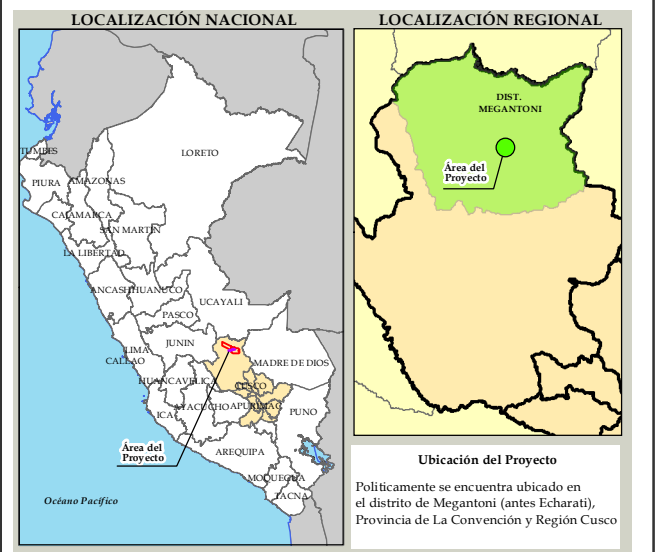 LOCALIZACIÓN NACIONAL
TUMBES
LORETO
PIURA
AMAZONAS
CAJAMARCA
SAN MARTIN
LA LIBERTAD
ANCASH
HUANUCO
UCAYALI
PASCO
JUNIN
LIMA
CALLAO
MADRE DE DIOS
HUANCAVELICA
CUSCO
ICA
AYACUCHO
APURIMAC
PUNO
AREQUIPA
Área del
Proyecto
MOQUEGUA
TACNA
Océano Pacífico
LOCALIZACIÓN REGIONAL
DIST.
MEGANTONI
Área del
Proyecto
Ubicación del Proyecto
Politicamente se encuentra ubicado en
el distrito de Megantoni (antes Echarati),
Provincia de La Convención y Región Cusco